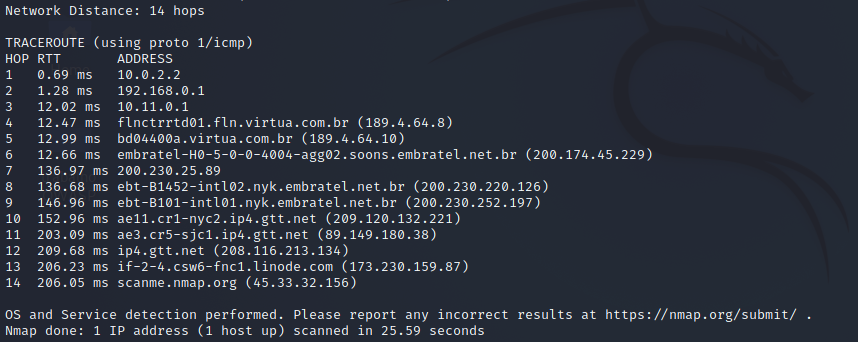 Network Distance: 14 hops
TRACEROUTE (using proto 1/icmp)
HOP RTT ADDRESS
1 0.69 ms 10.0.2.2
2 1.28 ms 192.168.0.1
3 12.02 ms 10.11.0.1
4 12.47 ms flnctrrtd01.fln.virtua.com.br (189.4.64.8)
5 12.99 ms bd04400a.virtua.com.br (189.4.64.10)
6 12.66 ms embratel-H0-5-0-0-4004-agg02.soons.embratel.net.br (200.174.45.229)
7 136.97 ms 200.230.25.89
8 136.68 ms ebt-B1452-intl02.nyk.embratel.net.br (200.230.220.126)
9 146.96 ms ebt-B101-intl01.nyk.embratel.net.br (200.230.252.197)
10 152.96 ms ae11.cr1-nyc2.ip4.gtt.net (209.120.132.221)
11 203.09 ms ae3.cr5-sjc1.ip4.gtt.net (89.149.180.38)
12 209.68 ms ip4.gtt.net (208.116.213.134)
13 206.23 ms if-2-4.csw6-fnc1.linode.com (173.230.159.87)
14 206.05 ms scanme.nmap.org (45.33.32.156)
OS and Service detection performed. Please report any incorrect results at https://nmap.org/submit/ .
Nmap done: 1 IP address (1 host up) scanned in 25.59 seconds